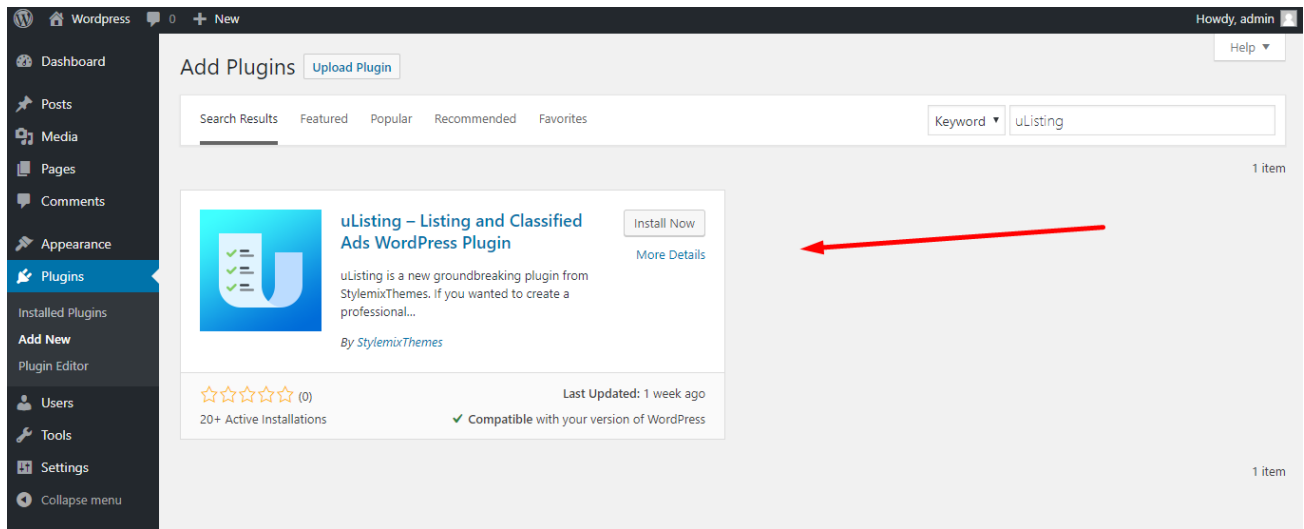 Wordpress 0 New Howdy, admin
Help ▼
Dashboard
Posts
Media
Pages
Comments
Appearance
Plugins
Installed Plugins
Add New
Plugin Editor
Users
Tools
Settings
Collapse menu
Add Plugins Upload Plugin
Search Results Featured Popular Recommended Favorites Keyword ▼ uListing
1 item
uListing – Listing and Classified
Ads WordPress Plugin
Install Now
More Details
uListing is a new groundbreaking plugin from
StylemixThemes. If you wanted to create a
professional...
By StylemixThemes
(0)
20+ Active Installations
Last Updated: 1 week ago
Compatible with your version of WordPress
1 item